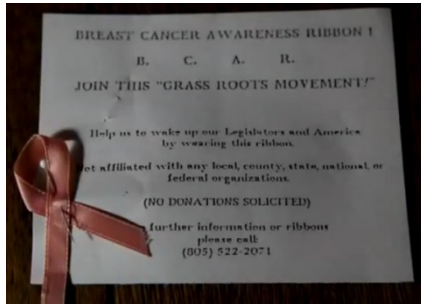 BREAST CANCER AWARENESS RIBBON !
B. C. A. R.
JOIN THIS "GRASS ROOTS MOVEMENT!"
Help us to wake up our Legislators and America
by wearing this ribbon.
not affiliated with any local, county, state, national, or
federal organizations.
(NO DONATIONS SOLICITED)
further information or ribbons
please call:
(805) 522-2071